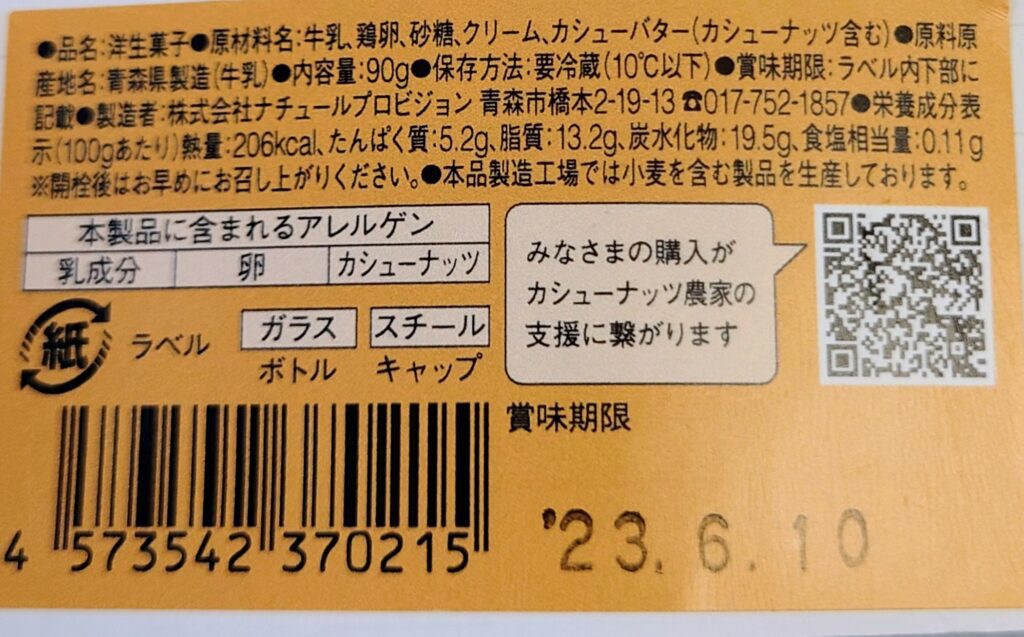 ●品名:洋生菓子●原材料名:牛乳、鶏卵、砂糖、クリーム、カシューバター(カシューナッツ含む)●原料原
産地名:青森県製造(牛乳)●内容量:90g●保存方法:要冷蔵(10℃以下)●賞味期限:ラベル内下部に
記載●製造者:株式会社ナチュールプロビジョン 青森市橋本2-19-13 ☎017-752-1857●栄養成分表
示(100gあたり)熱量:206kcal、たんぱく質:5.2g、脂質:13.2g、炭水化物:19.5g、食塩相当量:0.11g
※開栓後はお早めにお召し上がりください。●本品製造工場では小麦を含む製品を生産しております。
本製品に含まれるアレルゲン
乳成分 卵 カシューナッツ
みなさまの購入が
カシューナッツ農家の
支援に繋がります
紙 ラベル
ガラス スチール
ボトル キャップ
賞味期限
'23.6.10
4 573542 370215